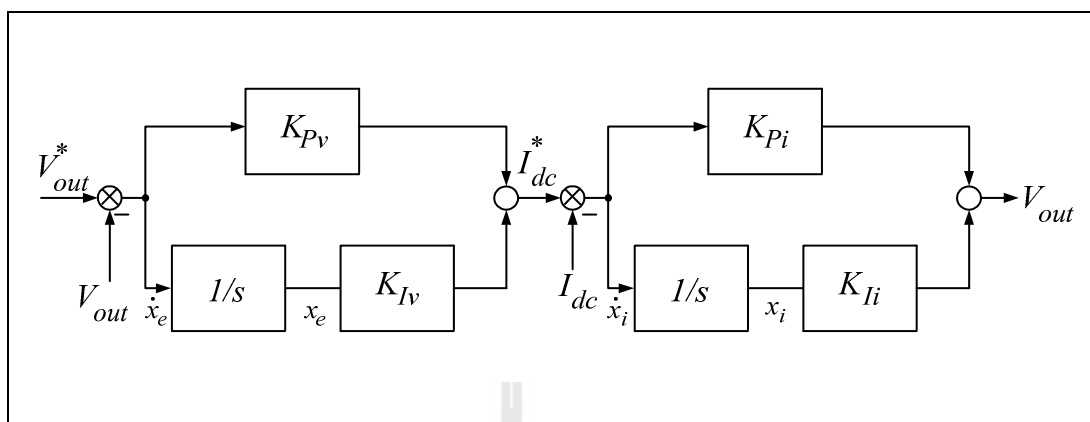 K_{Pv}
K_{Pi}
V^{*}_{out}
I^{*}_{dc}
V_{out}
1/s
K_{Iv}
1/s
K_{Ii}
V_{out}
ẋ_e
x_e
I_{dc}
ẋ_i
x_i